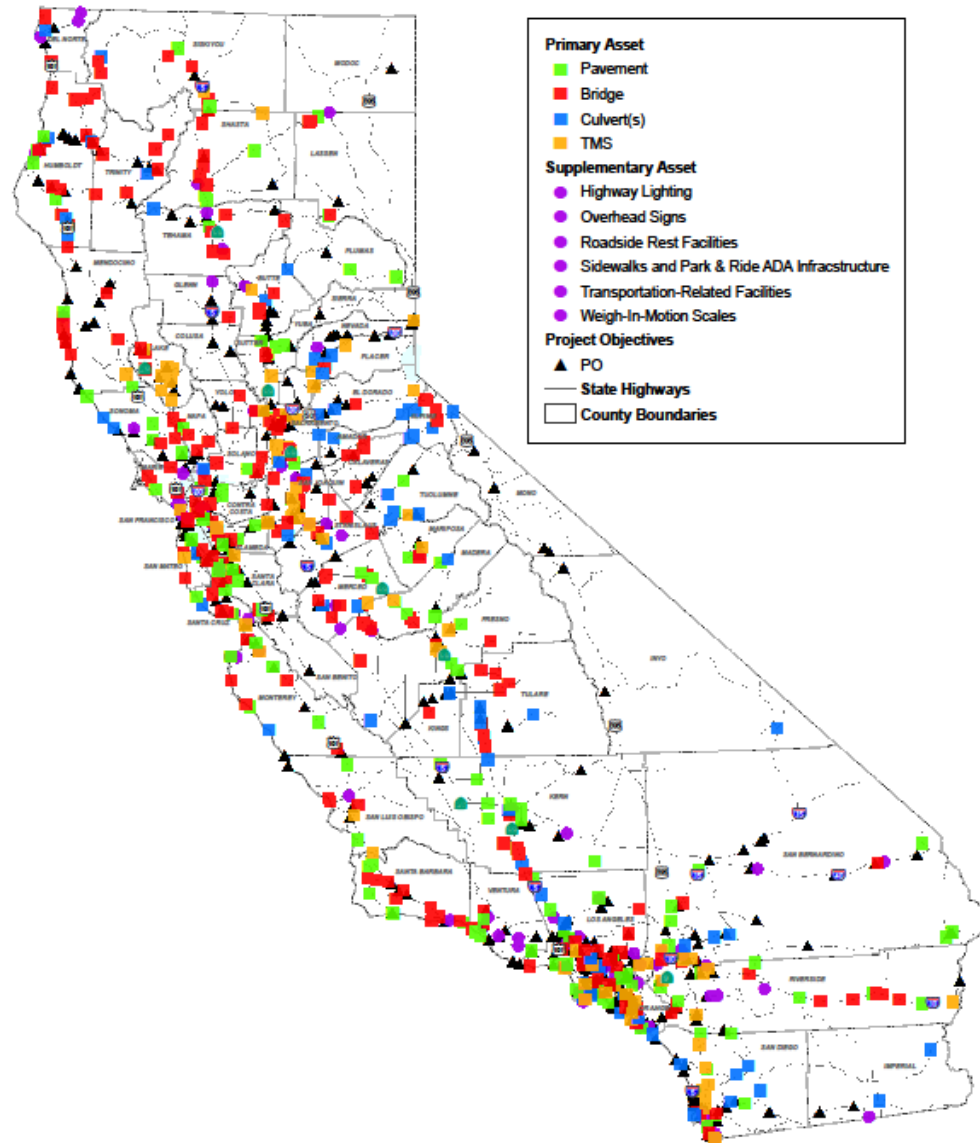 Primary Asset
Pavement
Bridge
Culvert(s)
TMS
Supplementary Asset
Highway Lighting
Overhead Signs
Roadside Rest Facilities
Sidewalks and Park & Ride ADA Infracstructure
Transportation-Related Facilities
Weigh-In-Motion Scales
Project Objectives
PO
State Highways
County Boundaries
SISKIYOU
MODOC
SHASTA
LASSEN
HUMBOLDT
TRINITY
TEHAMA
PLUMAS
MENDOCINO
GLENN
BUTTE
SIERRA
YUBA
NEVADA
COLUSA
SUTTER
PLACER
LAKE
YOLO
EL DORADO
SONOMA
NAPA
SACRAMENTO
SOLANO
CALAVERAS
TUOLUMNE
MONO
CONTRA COSTA
SAN FRANCISCO
STANISLAUS
MARIPOSA
ALAMEDA
MADERA
SAN MATEO
SANTA CLARA
MERCED
SANTA CRUZ
FRESNO
INYO
SAN BENITO
MONTEREY
TULARE
KINGS
KERN
SAN LUIS OBISPO
SAN BERNARDINO
SANTA BARBARA
VENTURA
LOS ANGELES
RIVERSIDE
SAN DIEGO
IMPERIAL